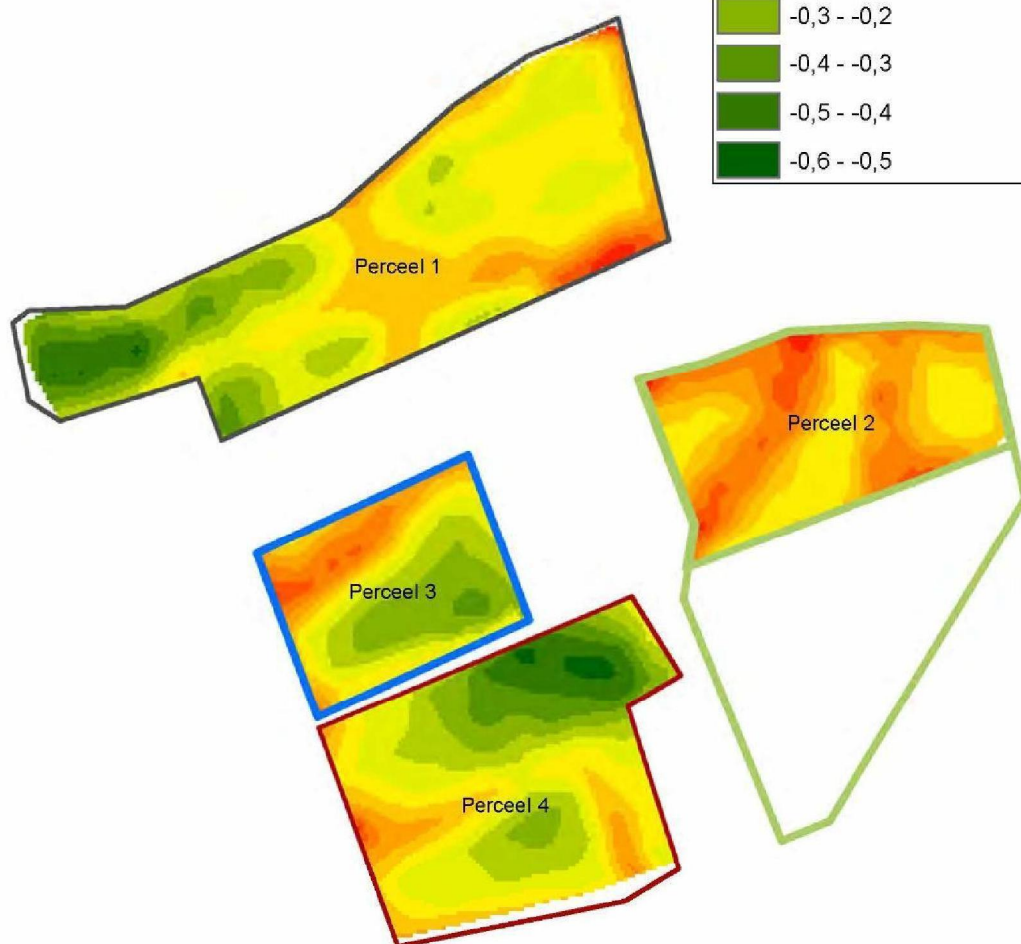 -0,3 - -0,2
-0,4 - -0,3
-0,5 - -0,4
-0,6 - -0,5
Perceel 1
Perceel 2
Perceel 3
Perceel 4